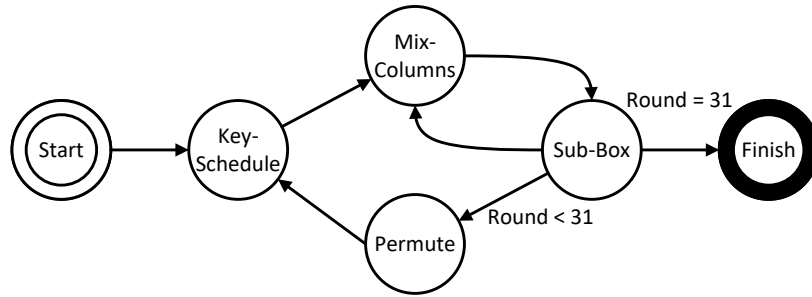 Start
Key-
Schedule
Mix-
Columns
Sub-Box
Round = 31
Finish
Round < 31
Permute